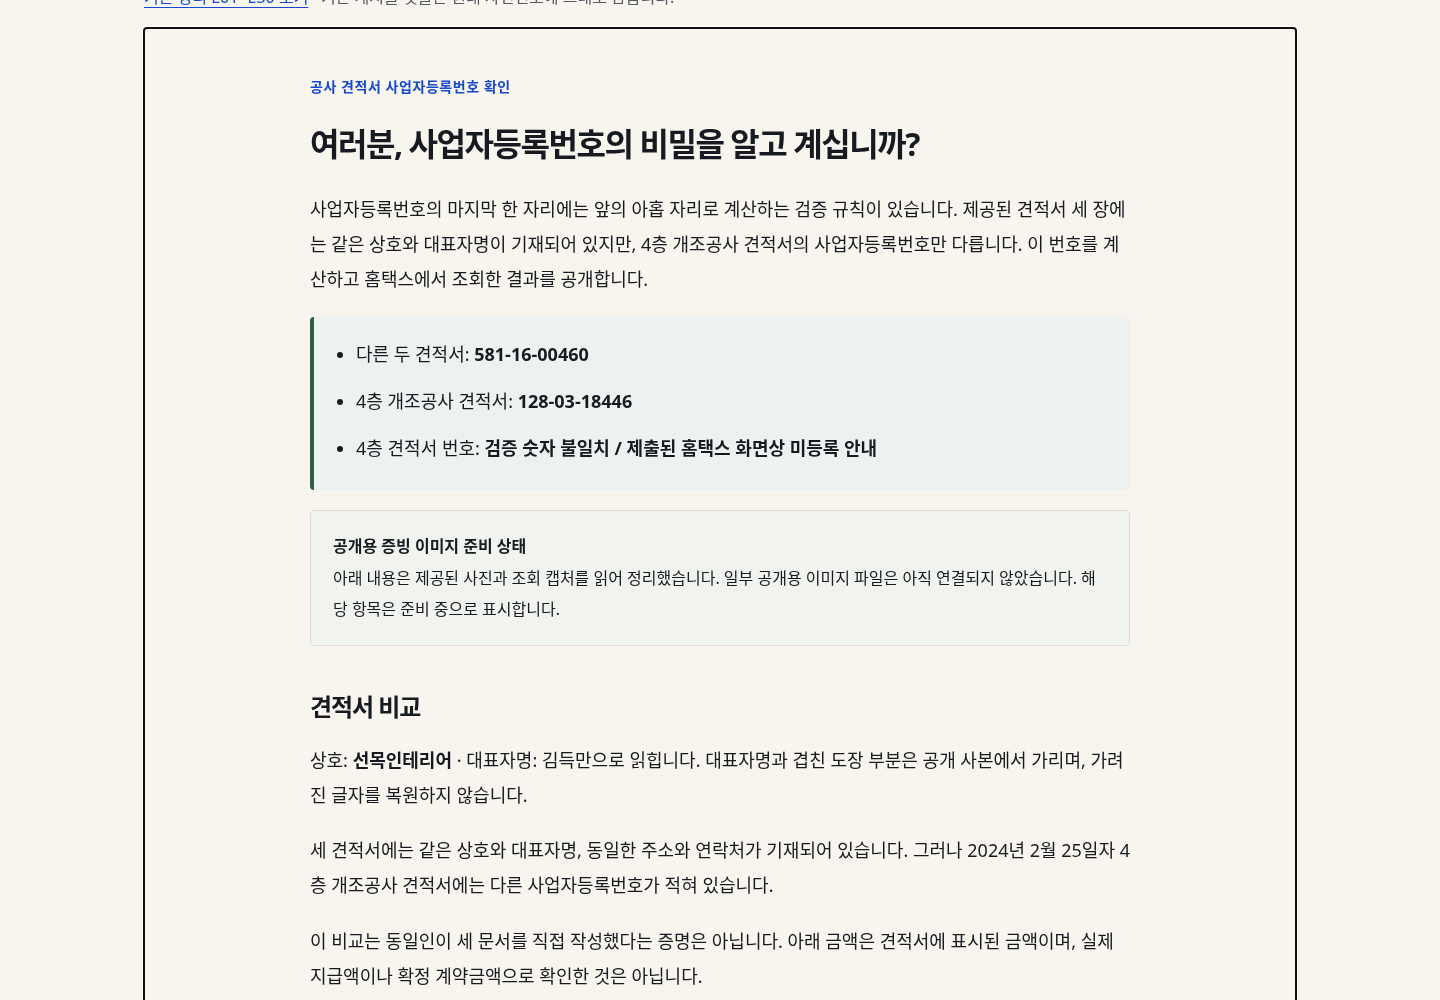 공사 견적서 사업자등록번호 확인
여러분, 사업자등록번호의 비밀을 알고 계십니까?
사업자등록번호의 마지막 한 자리에는 앞의 아홉 자리로 계산하는 검증 규칙이 있습니다. 제공된 견적서 세 장에
는 같은 상호와 대표자명이 기재되어 있지만, 4층 개조공사 견적서의 사업자등록번호만 다릅니다. 이 번호를 계
산하고 홈택스에서 조회한 결과를 공개합니다.
• 다른 두 견적서: 581-16-00460
• 4층 개조공사 견적서: 128-03-18446
• 4층 견적서 번호: 검증 숫자 불일치 / 제출된 홈택스 화면상 미등록 안내
공개용 증빙 이미지 준비 상태
아래 내용은 제공된 사진과 조회 캡처를 읽어 정리했습니다. 일부 공개용 이미지 파일은 아직 연결되지 않았습니다. 해
당 항목은 준비 중으로 표시합니다.
견적서 비교
상호: 선목인테리어 · 대표자명: 김득만으로 읽힙니다. 대표자명과 겹친 도장 부분은 공개 사본에서 가리며, 가려
진 글자를 복원하지 않습니다.
세 견적서에는 같은 상호와 대표자명, 동일한 주소와 연락처가 기재되어 있습니다. 그러나 2024년 2월 25일자 4
층 개조공사 견적서에는 다른 사업자등록번호가 적혀 있습니다.
이 비교는 동일인이 세 문서를 직접 작성했다는 증명은 아닙니다. 아래 금액은 견적서에 표시된 금액이며, 실제
지급액이나 확정 계약금액으로 확인한 것은 아닙니다.